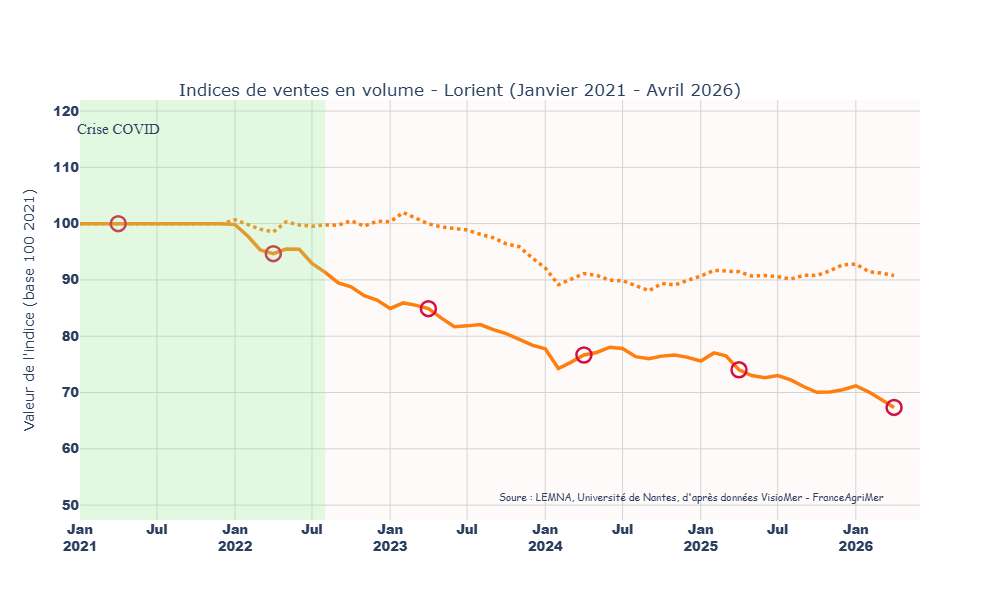 Indices de ventes en volume - Lorient (Janvier 2021 - Avril 2026)
120
Crise COVID
110
100
90
80
70
60
50
Valeur de l'indice (base 100 2021)
Soure : LEMNA, Université de Nantes, d'après données VisioMer - FranceAgriMer
Jan Jul Jan Jul Jan Jul Jan Jul Jan Jul Jan
2021 2022 2023 2024 2025 2026